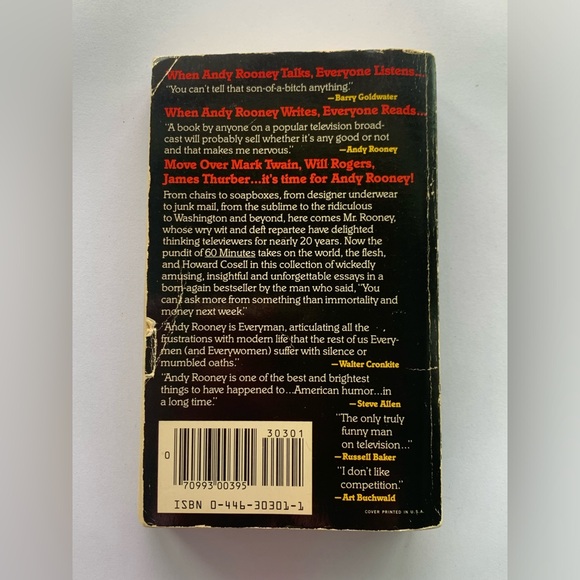 When Andy Rooney Talks, Everyone Listens...
"You can't tell that son-of-a-bitch anything."
—Barry Goldwater
When Andy Rooney Writes, Everyone Reads...
"A book by anyone on a popular television broad-
cast will probably sell whether it's any good or not
and that makes me nervous."
—Andy Rooney
Move Over Mark Twain, Will Rogers,
James Thurber...it's time for Andy Rooney!
From chairs to soapboxes, from designer underwear
to junk mail, from the sublime to the ridiculous
to Washington and beyond, here comes Mr. Rooney,
whose wry wit and deft repartee have delighted
thinking televiewers for nearly 20 years. Now the
pundit of 60 Minutes takes on the world, the flesh,
and Howard Cosell in this collection of wickedly
amusing, insightful and unforgettable essays in a
born-again bestseller by the man who said, "You
can't ask more from something than immortality and
money next week."
"Andy Rooney is Everyman, articulating all the
frustrations with modern life that the rest of us Every-
men (and Everywomen) suffer with silence or
mumbled oaths."
—Walter Cronkite
"Andy Rooney is one of the best and brightest
things to have happened to...American humor...in
a long time."
—Steve Allen
"The only truly
funny man
on television..."
—Russell Baker
"I don't like
competition."
—Art Buchwald
30301
0
70993 00395
ISBN 0-446-30301-1
COVER PRINTED IN U.S.A.